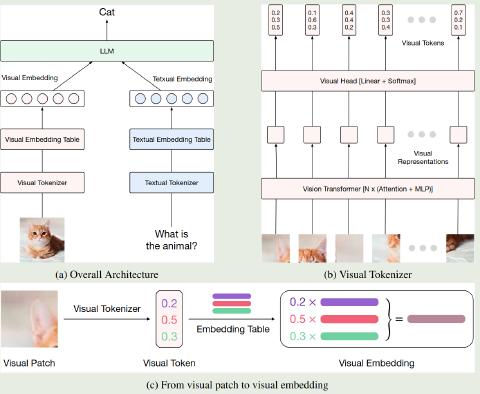 Cat
LLM
Visual Embedding
Tetxual Embedding
Visual Embedding Table
Textual Embedding Table
Visual Tokenizer
Textual Tokenizer
What is
the animal?
(a) Overall Architecture
0.2 0.1 0.4 0.3 0.7
0.3 0.6 0.4 0.3 0.2
0.5 0.3 0.2 0.4 0.1
Visual Tokens
Visual Head [Linear + Softmax]
Visual
Representations
Vision Transformer [N x (Attention + MLP)]
(b) Visual Tokenizer
Visual Tokenizer
0.2
0.5
0.3
Embedding Table
0.2 ×
0.5 ×
0.3 ×
=
Visual Patch
Visual Token
Visual Embedding
(c) From visual patch to visual embedding